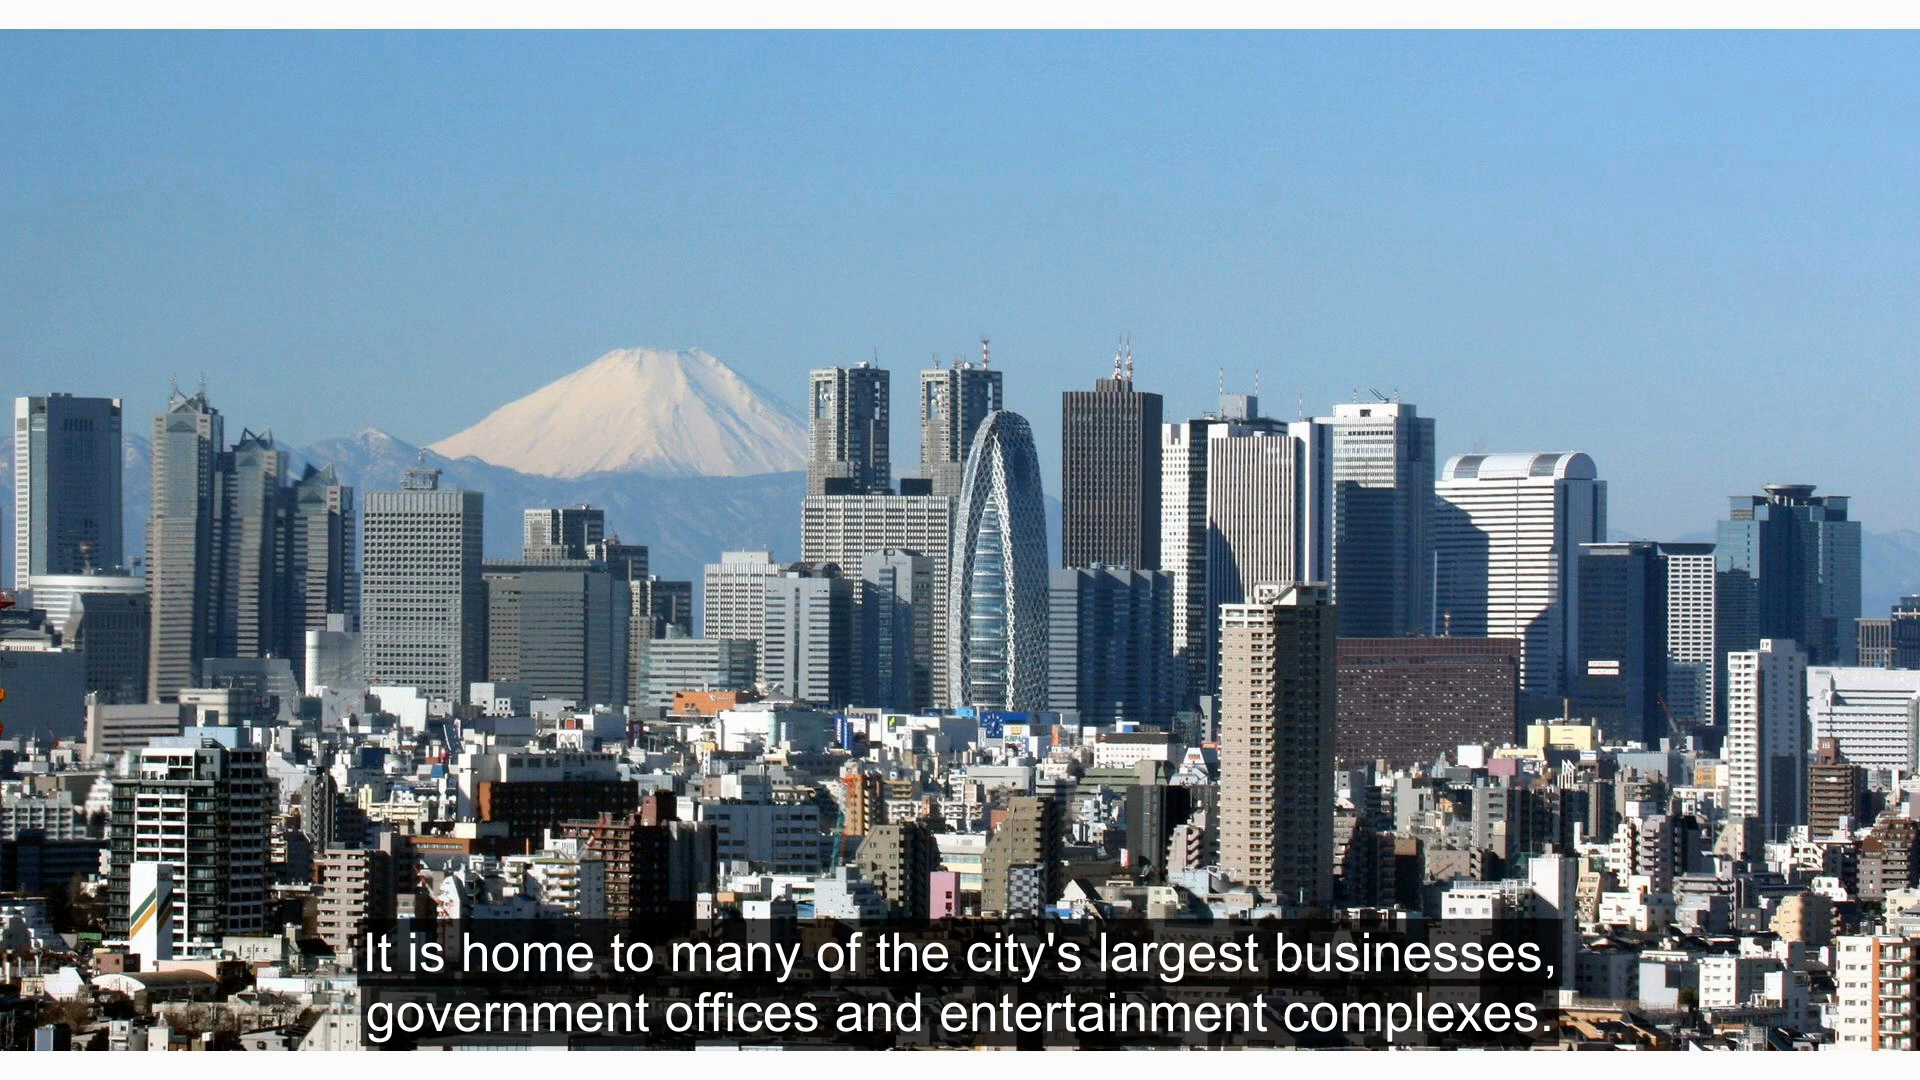 It is home to many of the city's largest businesses,
government offices and entertainment complexes.